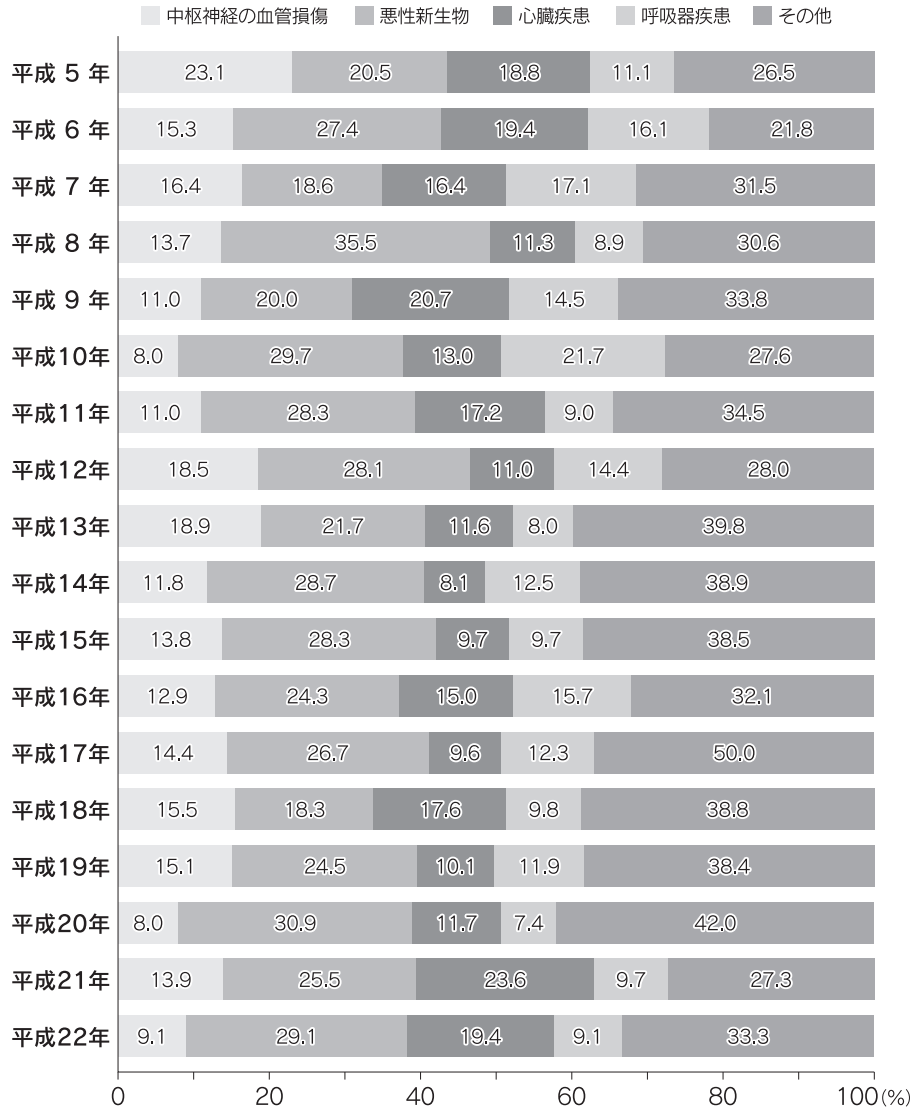 中枢神経の血管損傷 悪性新生物 心臓疾患 呼吸器疾患 その他
平成 5 年 23.1 20.5 18.8 11.1 26.5
平成 6 年 15.3 27.4 19.4 16.1 21.8
平成 7 年 16.4 18.6 16.4 17.1 31.5
平成 8 年 13.7 35.5 11.3 8.9 30.6
平成 9 年 11.0 20.0 20.7 14.5 33.8
平成10年 8.0 29.7 13.0 21.7 27.6
平成11年 11.0 28.3 17.2 9.0 34.5
平成12年 18.5 28.1 11.0 14.4 28.0
平成13年 18.9 21.7 11.6 8.0 39.8
平成14年 11.8 28.7 8.1 12.5 38.9
平成15年 13.8 28.3 9.7 9.7 38.5
平成16年 12.9 24.3 15.0 15.7 32.1
平成17年 14.4 26.7 9.6 12.3 50.0
平成18年 15.5 18.3 17.6 9.8 38.8
平成19年 15.1 24.5 10.1 11.9 38.4
平成20年 8.0 30.9 11.7 7.4 42.0
平成21年 13.9 25.5 23.6 9.7 27.3
平成22年 9.1 29.1 19.4 9.1 33.3
0 20 40 60 80 100(%)